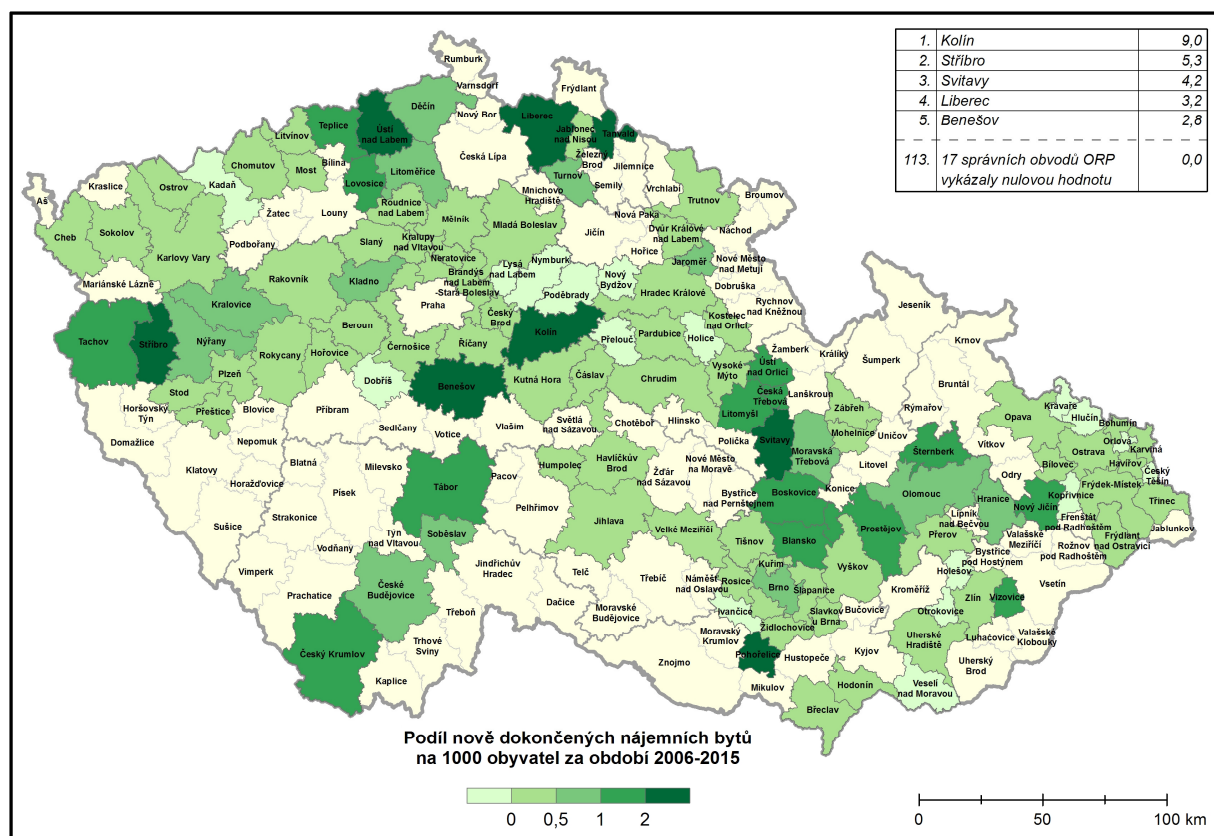 1. Kolín 9,0
2. Stříbro 5,3
3. Svitavy 4,2
4. Liberec 3,2
5. Benešov 2,8
113. 17 správních obvodů ORP 0,0
vykázaly nulovou hodnotu
Rumburk
Varnsdorf
Frýdlant
Děčín
Nový Bor
Liberec
Jablonec
nad Nisou
Tanvald
Teplice
Ústí
nad Labem
Litvínov
Bílina
Most
Česká Lípa
Železný
Brod
Jilemnice
Chomutov
Lovosice
Litoměřice
Turnov
Semily
Vrchlabí
Kraslice
Ostrov
Kadaň
Mnichovo
Hradiště
Trutnov
Broumov
Aš
Žatec
Louny
Roudnice
nad Labem
Mělník
Mladá Boleslav
Jičín
Nová Paka
Dvůr Králové
nad Labem
Náchod
Cheb
Sokolov
Karlovy Vary
Podbořany
Slaný
Kralupy
nad Vltavou
Neratovice
Hořice
Jaroměř
Nové Město
nad Metují
Mariánské Lázně
Rakovník
Kladno
Brandýs
nad Labem
-Stará Boleslav
Lysá
nad Labem
Nymburk
Poděbrady
Nový
Bydžov
Hradec Králové
Dobruška
Rychnov
nad Kněžnou
Kralovice
Praha
Český
Brod
Kolín
Kostelec
nad Orlicí
Jeseník
Tachov
Stříbro
Nýřany
Beroun
Hořovice
Černošice
Říčany
Přelouč
Pardubice
Holice
Žamberk
Králíky
Šumperk
Krnov
Rokycany
Plzeň
Dobříš
Benešov
Kutná Hora
Čáslav
Chrudim
Vysoké
Mýto
Ústí
nad Orlicí
Česká
Třebová
Lanškroun
Bruntál
Stod
Přeštice
Blovice
Příbram
Sedlčany
Votice
Vlašim
Světlá
nad Sázavou
Chotěboř
Hlinsko
Litomyšl
Zábřeh
Rýmařov
Opava
Kravaře
Hlučín
Bohumín
Horšovský
Týn
Domažlice
Nepomuk
Polička
Svitavy
Moravská
Třebová
Mohelnice
Uničov
Šternberk
Vítkov
Orlová
Karviná
Klatovy
Blatná
Milevsko
Pacov
Humpolec
Havlíčkův
Brod
Žďár
nad Sázavou
Nové Město
na Moravě
Litovel
Odry
Bílovec
Ostrava
Havířov
Český
Těšín
Horažďovice
Písek
Tábor
Pelhřimov
Bystřice
nad Pernštejnem
Boskovice
Konice
Olomouc
Hranice
Nový Jičín
Kopřivnice
Frýdek-Místek
Třinec
Sušice
Strakonice
Týn
nad Vltavou
Soběslav
Jihlava
Velké Meziříčí
Tišnov
Blansko
Prostějov
Přerov
Lipník
nad Bečvou
Valašské
Meziříčí
Frenštát
pod Radhoštěm
Frýdlant
nad Ostravicí
Jablunkov
Vodňany
Jindřichův
Hradec
Telč
Třebíč
Náměšť
nad Oslavou
Rosice
Kuřim
Vyškov
Bystřice
pod Hostýnem
Rožnov
pod Radhoštěm
Vimperk
Prachatice
České
Budějovice
Dačice
Moravské
Budějovice
Ivančice
Brno
Šlapanice
Slavkov
u Brna
Bučovice
Kroměříž
Holešov
Otrokovice
Zlín
Vizovice
Vsetín
Třeboň
Moravský
Krumlov
Židlochovice
Český Krumlov
Trhové
Sviny
Kaplice
Znojmo
Pohořelice
Hustopeče
Kyjov
Uherské
Hradiště
Luhačovice
Valašské
Klobouky
Uherský
Brod
Mikulov
Břeclav
Hodonín
Veselí
nad Moravou
Podíl nově dokončených nájemních bytů
na 1000 obyvatel za období 2006-2015
0 0,5 1 2
0 50 100 km